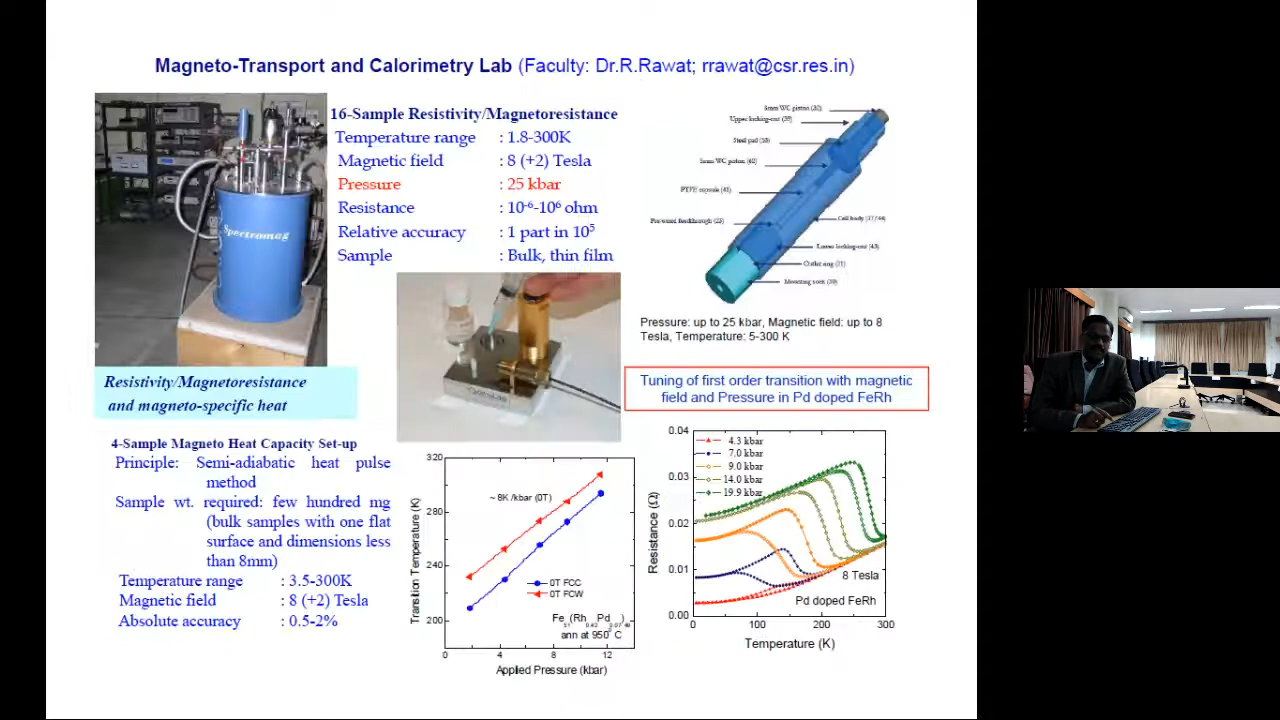 Magneto-Transport and Calorimetry Lab (Faculty: Dr.R.Rawat; rrawat@csr.res.in)
Spectromag
16-Sample Resistivity/Magnetoresistance
Temperature range : 1.8-300K
Magnetic field : 8 (+2) Tesla
Pressure : 25 kbar
Resistance : 10⁻⁶-10⁶ ohm
Relative accuracy : 1 part in 10⁵
Sample : Bulk, thin film
8mm WC piston
Upper locking-nut
Steel pad
5mm WC piston
PTFE capsule
Cell body
Lower locking-nut
Pressure: up to 25 kbar, Magnetic field: up to 8
Tesla, Temperature: 5-300 K
Resistivity/Magnetoresistance
and magneto-specific heat
Tuning of first order transition with magnetic
field and Pressure in Pd doped FeRh
4-Sample Magneto Heat Capacity Set-up
Principle: Semi-adiabatic heat pulse
method
Sample wt. required: few hundred mg
(bulk samples with one flat
surface and dimensions less
than 8mm)
Temperature range : 3.5-300K
Magnetic field : 8 (+2) Tesla
Absolute accuracy : 0.5-2%
320
280
240
200
Transition Temperature (K)
~ 8K /kbar (0T)
0T FCC
0T FCW
Fe (Rh Pd )
ann at 950°C
0 4 8 12
Applied Pressure (kbar)
0.04
0.03
0.02
0.01
0.00
Resistance (Ω)
4.3 kbar
7.0 kbar
9.0 kbar
14.0 kbar
19.9 kbar
8 Tesla
Pd doped FeRh
0 100 200 300
Temperature (K)